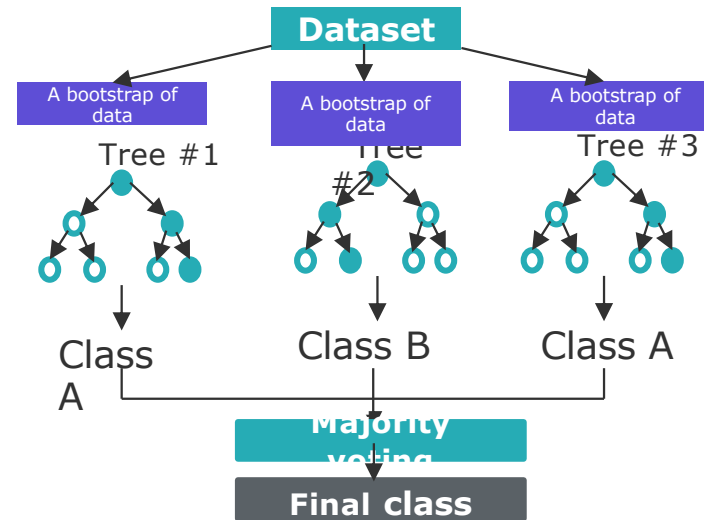 Dataset
A bootstrap of
data
A bootstrap of
data
A bootstrap of
data
Tree #1
Tree
#2
Tree #3
Class
A
Class B
Class A
Majority
voting
Final class